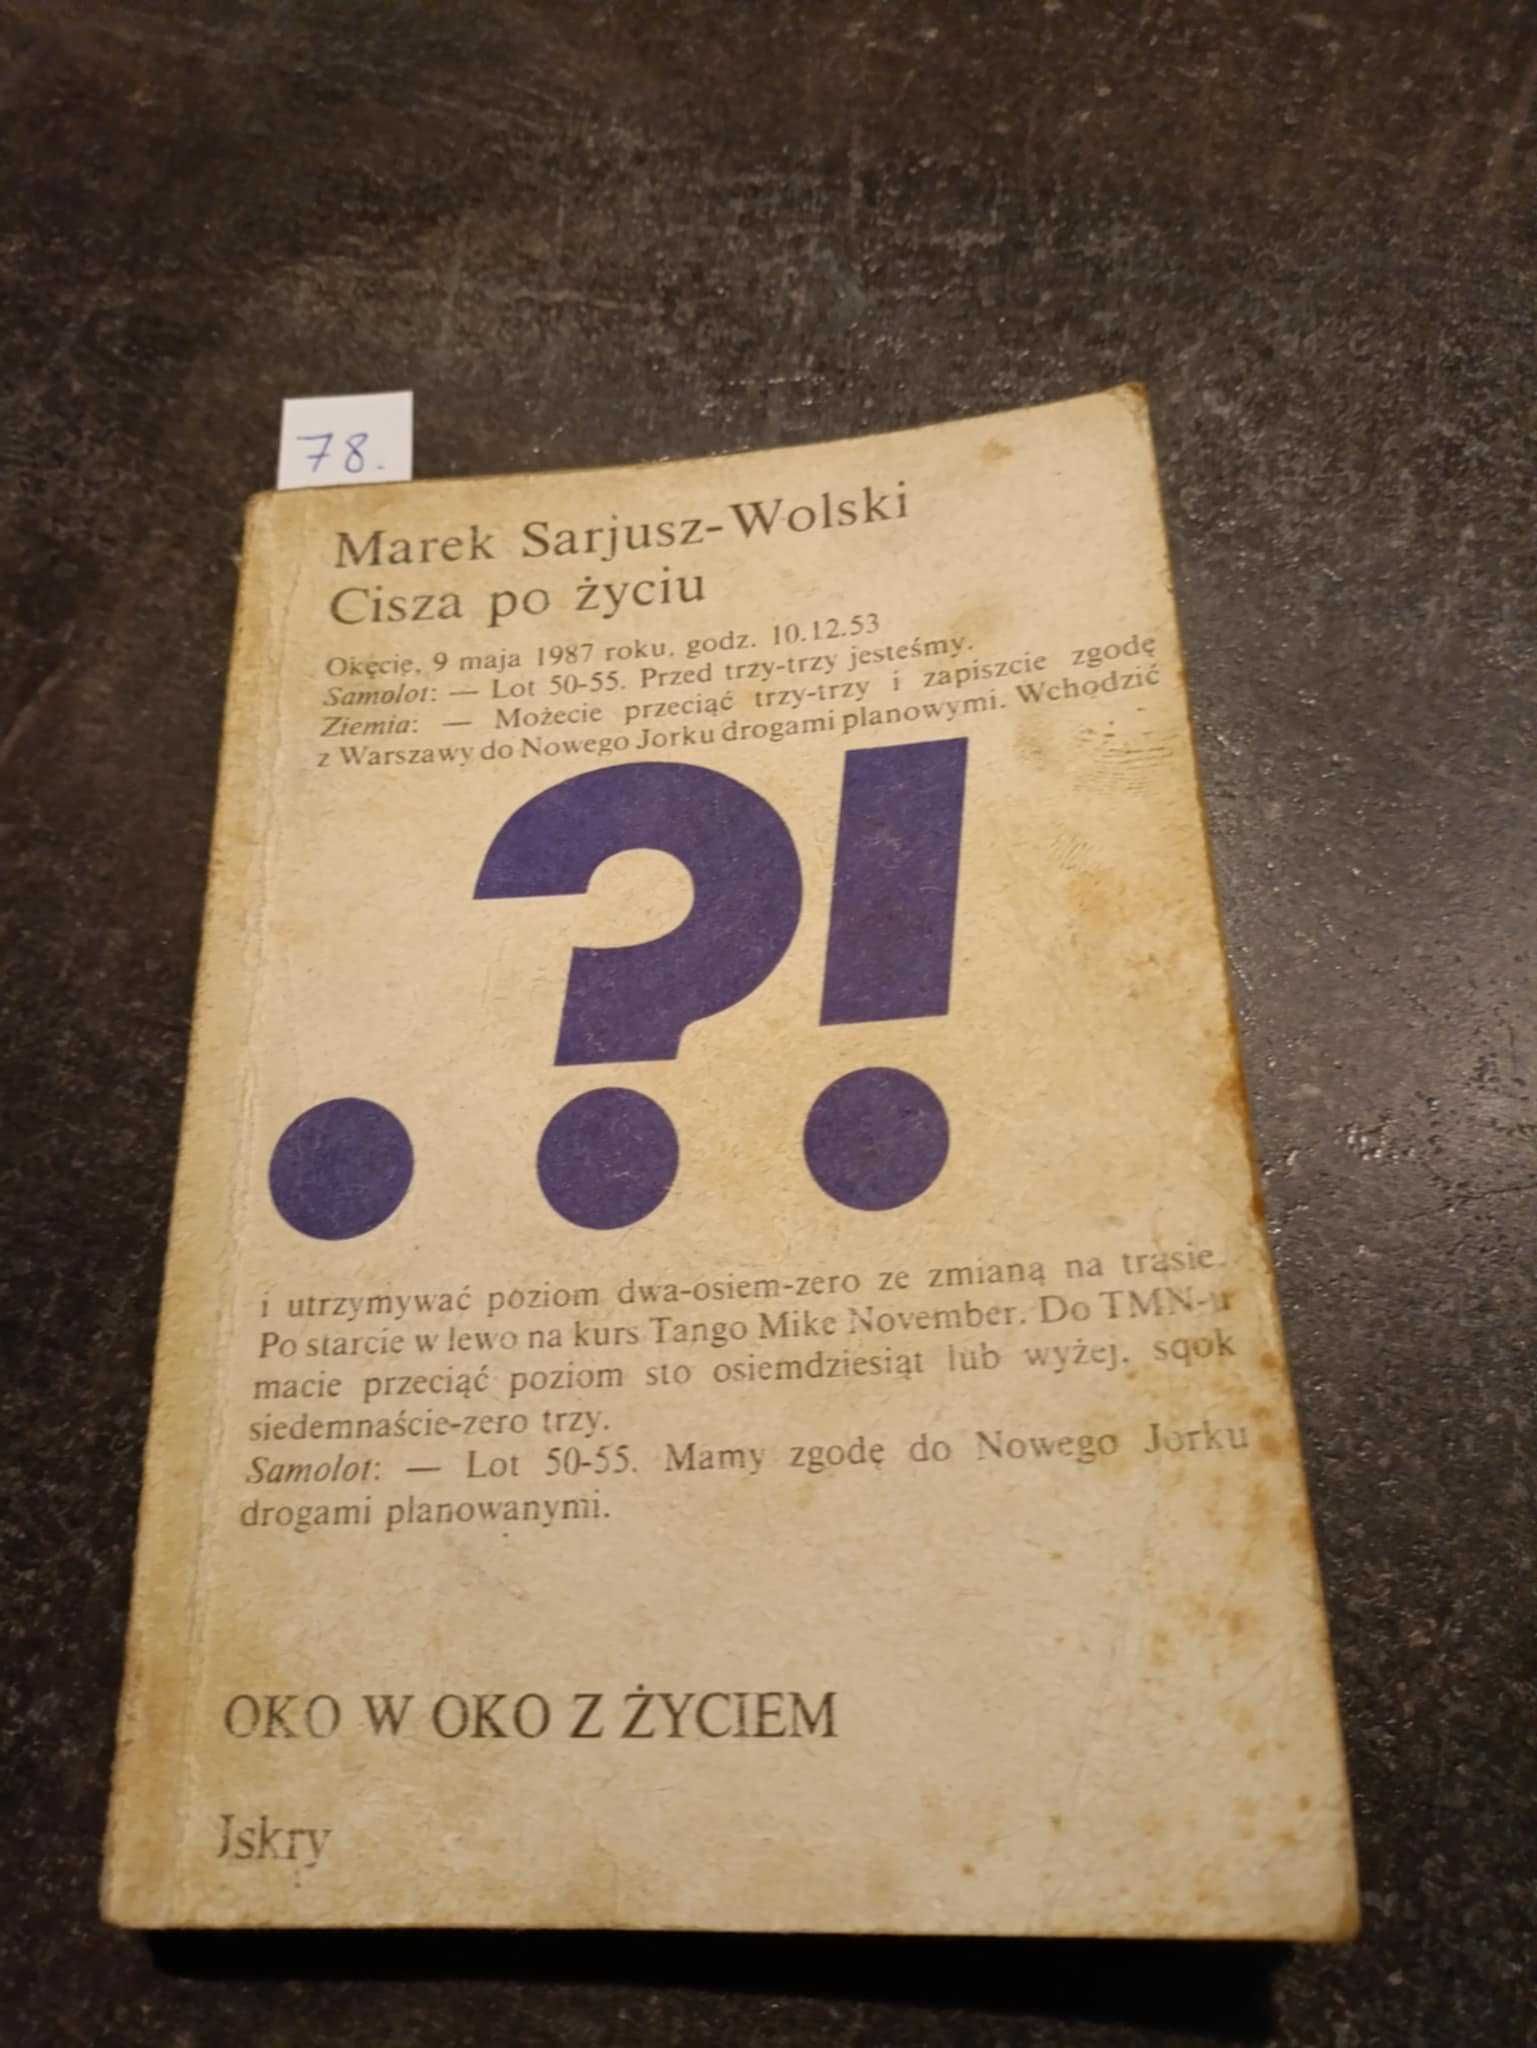 78.
Marek Sarjusz-Wolski
Cisza po życiu
Okęcie, 9 maja 1987 roku, godz. 10.12.53
Samolot: — Lot 50-55. Przed trzy-trzy jesteśmy.
Ziemia: — Możecie przeciąć trzy-trzy i zapiszcie zgodę
z Warszawy do Nowego Jorku drogami planowymi. Wchodzić
. ? !
i utrzymywać poziom dwa-osiem-zero ze zmianą na trasie.
Po starcie w lewo na kurs Tango Mike November. Do TMN-u
macie przeciąć poziom sto osiemdziesiąt lub wyżej, sqok
siedemnaście-zero trzy.
Samolot: — Lot 50-55. Mamy zgodę do Nowego Jorku
drogami planowanymi.
OKO W OKO Z ŻYCIEM
Iskry